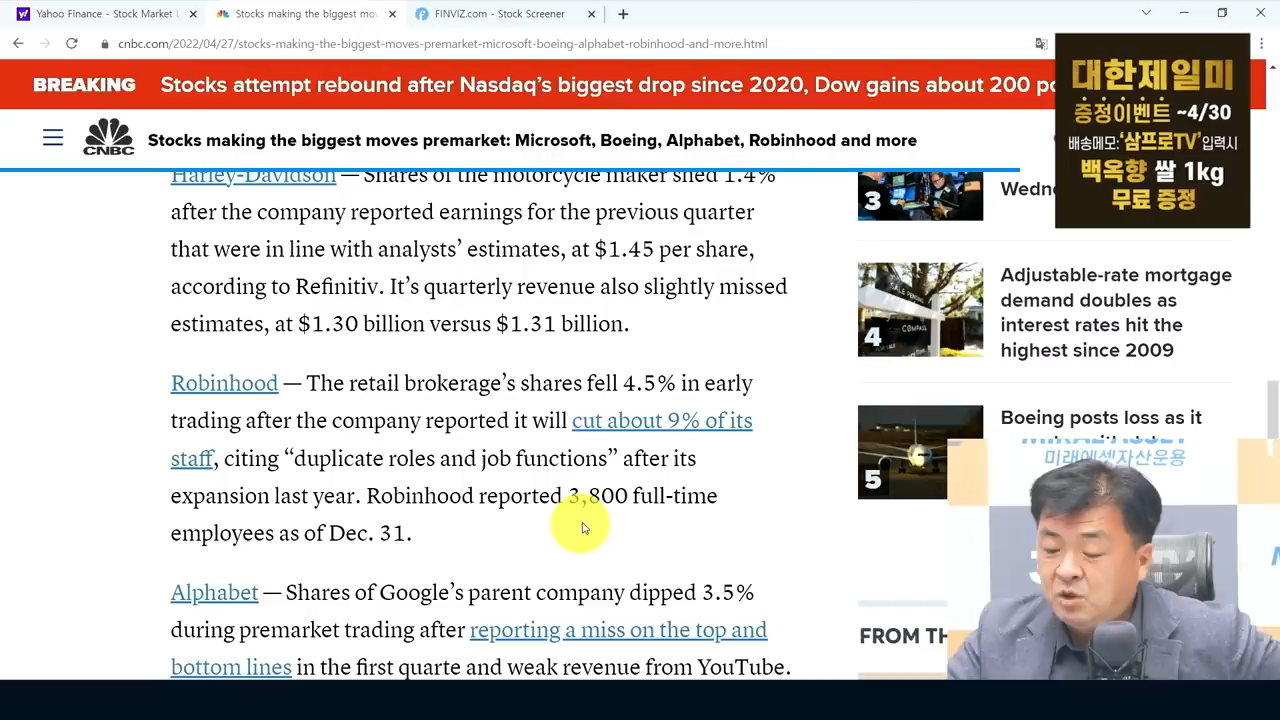 Yahoo Finance - Stock Market
Stocks making the biggest mov
FINVIZ.com - Stock Screener
cnbc.com/2022/04/27/stocks-making-the-biggest-moves-premarket-microsoft-boeing-alphabet-robinhood-and-more.html
BREAKING
Stocks attempt rebound after Nasdaq's biggest drop since 2020, Dow gains about 200 po
대한제일미
증정이벤트 ~4/30
배송메모:'삼프로TV'입력시
백옥향 쌀 1kg
무료 증정
CNBC
Stocks making the biggest moves premarket: Microsoft, Boeing, Alphabet, Robinhood and more
Harley-Davidson — Shares of the motorcycle maker shed 1.4%
after the company reported earnings for the previous quarter
that were in line with analysts’ estimates, at $1.45 per share,
according to Refinitiv. It’s quarterly revenue also slightly missed
estimates, at $1.30 billion versus $1.31 billion.
Robinhood — The retail brokerage’s shares fell 4.5% in early
trading after the company reported it will cut about 9% of its
staff, citing “duplicate roles and job functions” after its
expansion last year. Robinhood reported 3,800 full-time
employees as of Dec. 31.
Alphabet — Shares of Google’s parent company dipped 3.5%
during premarket trading after reporting a miss on the top and
bottom lines in the first quarte and weak revenue from YouTube.
3
Wedn
4
Adjustable-rate mortgage
demand doubles as
interest rates hit the
highest since 2009
5
Boeing posts loss as it
FROM TH
미래에셋자산운용